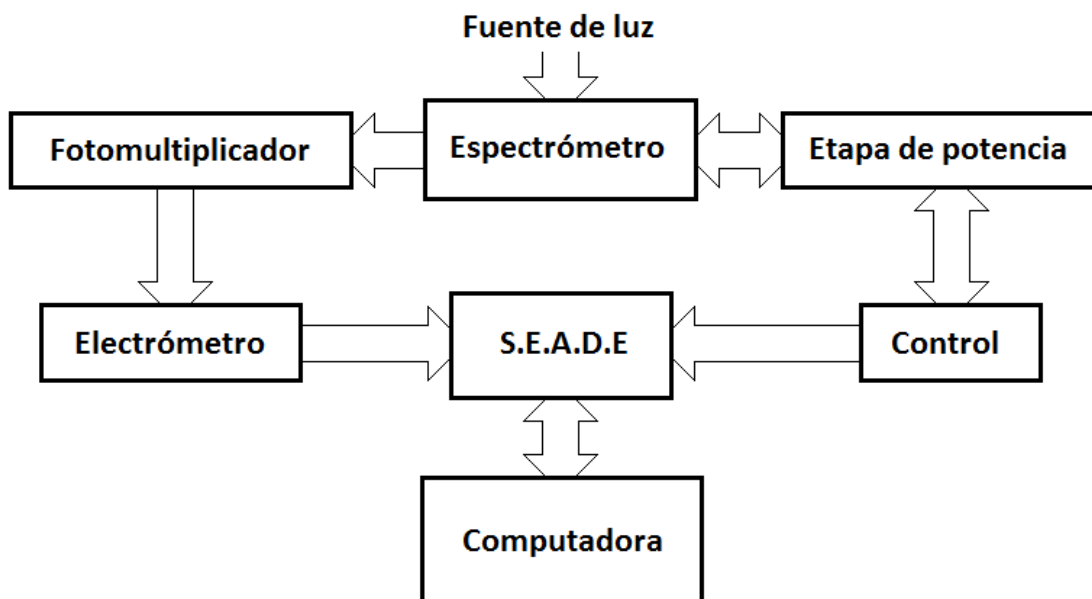 Fuente de luz
Fotomultiplicador
Espectrómetro
Etapa de potencia
Electrómetro
S.E.A.D.E
Control
Computadora